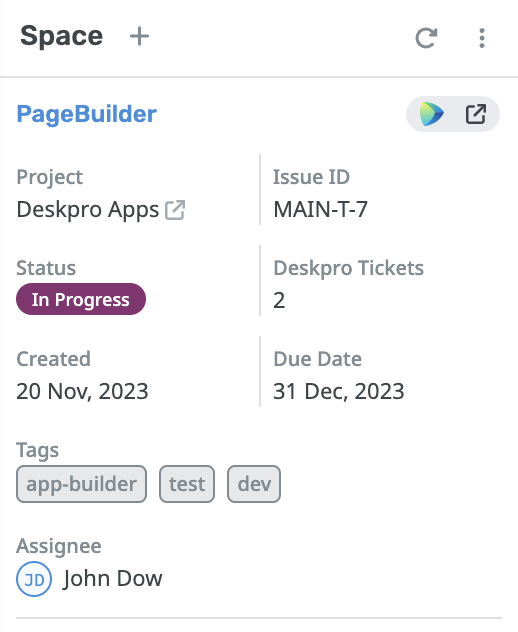 Space
PageBuilder
Project
Issue ID
Deskpro Apps
MAIN-T-7
Status
Deskpro Tickets
In Progress
2
Created
Due Date
20 Nov, 2023
31 Dec, 2023
Tags
app-builder test dev
Assignee
JD John Dow